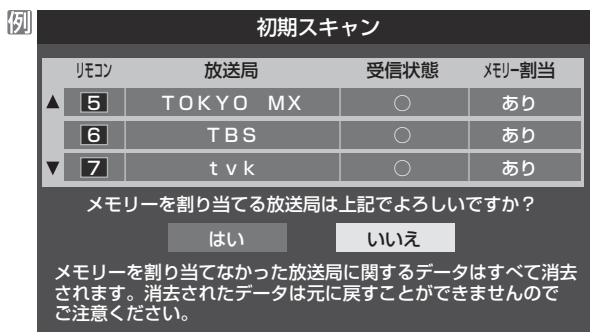 例
初期スキャン
リモコン 放送局 受信状態 メモリー割当
▲ 5 TOKYO MX ○ あり
6 TBS ○ あり
▼ 7 tvk ○ あり
メモリーを割り当てる放送局は上記でよろしいですか？
はい いいえ
メモリーを割り当てなかった放送局に関するデータはすべて消去
されます。消去されたデータは元に戻すことができませんので
ご注意ください。